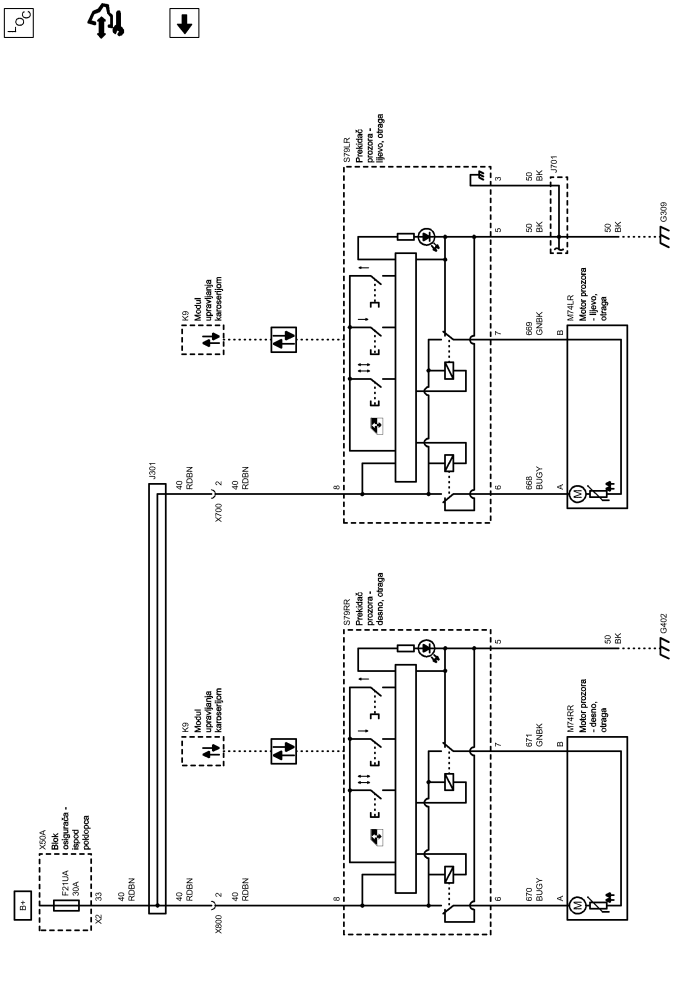 LOC
B+
X50A
Blok
osigurača -
ispod
poklopca
F21UA
30A
X2
33
40
RDBN
J301
40
RDBN
X800
2
40
RDBN
40
RDBN
X700
2
40
RDBN
K9
Modul
upravljanja
karoserijom
K9
Modul
upravljanja
karoserijom
S79RR
Prekidač
prozora -
desno, otraga
8
6
7
5
S79LR
Prekidač
prozora -
lijevo, otraga
8
6
7
5
3
670
BUGY
671
GNBK
50
BK
G402
A
B
M74RR
Motor prozora
- desno,
otraga
M
668
BUGY
669
GNBK
50
BK
50
BK
J701
50
BK
G309
A
B
M74LR
Motor prozora
- lijevo,
otraga
M